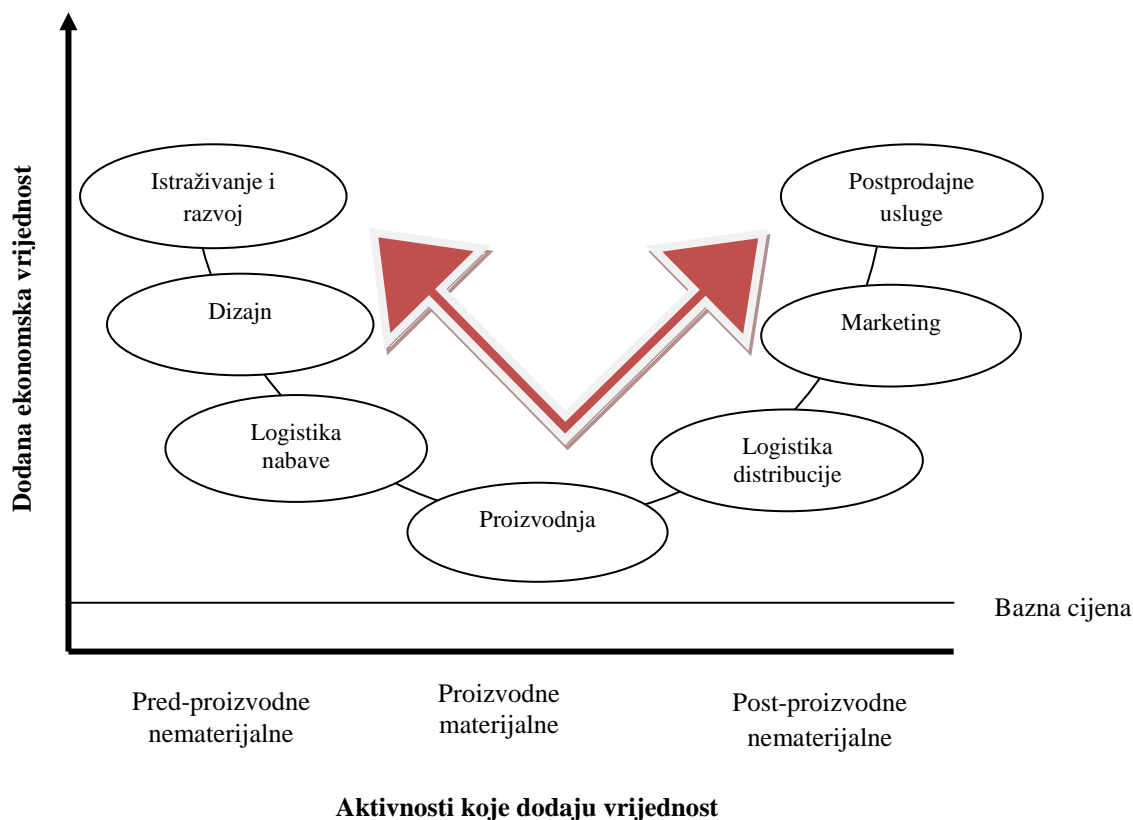 Dodana ekonomska vrijednost
Istraživanje i
razvoj
Dizajn
Logistika
nabave
Proizvodnja
Logistika
distribucije
Marketing
Postprodajne
usluge
Bazna cijena
Pred-proizvodne
nematerijalne
Proizvodne
materijalne
Post-proizvodne
nematerijalne
Aktivnosti koje dodaju vrijednost